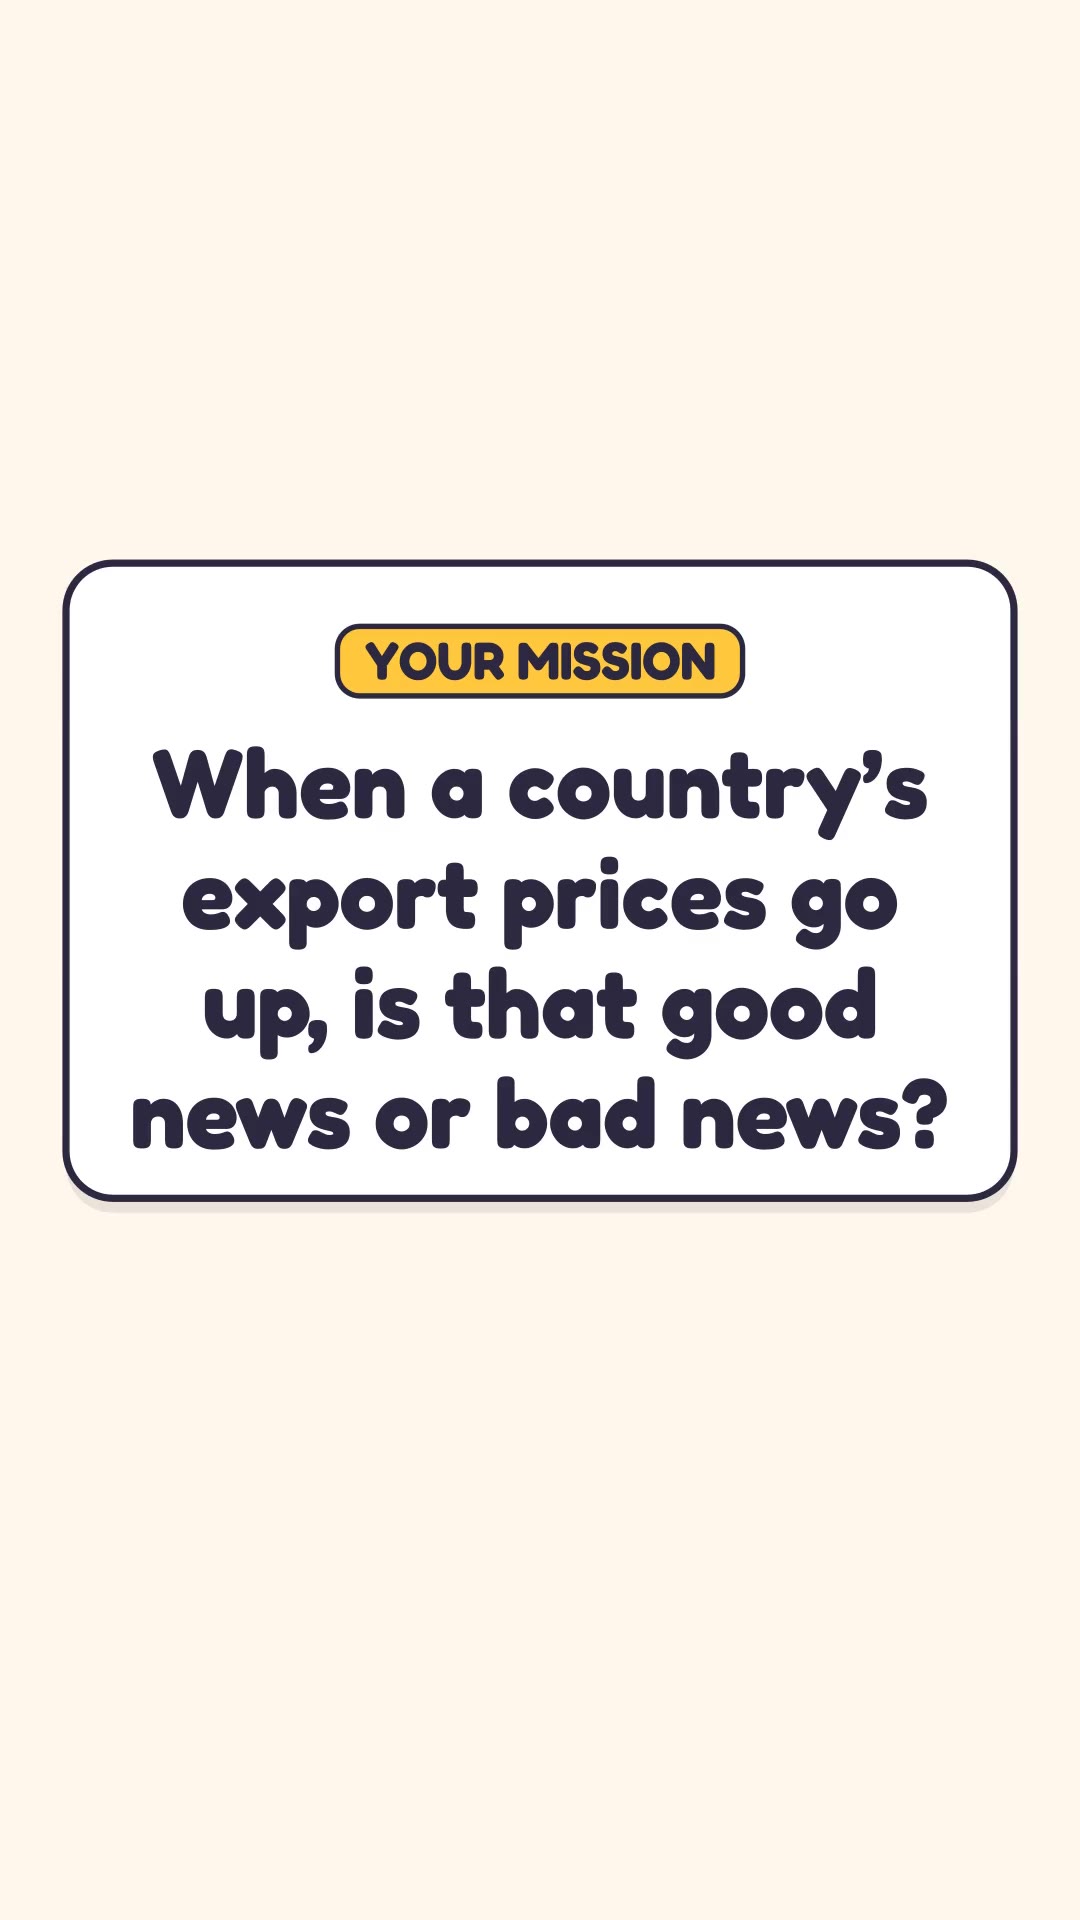 YOUR MISSION
When a country’s
export prices go
up, is that good
news or bad news?